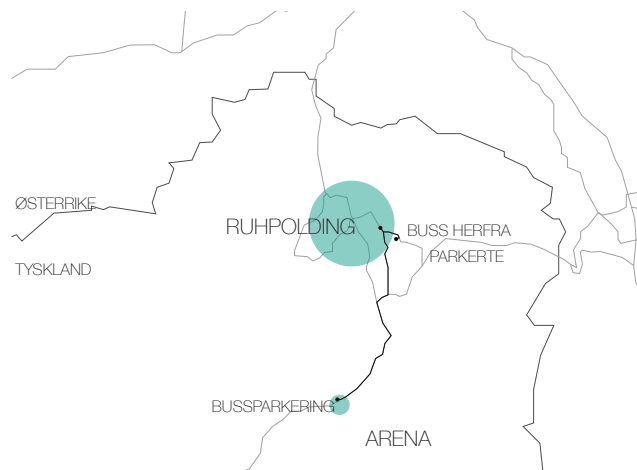 ØSTERRIKE
RUHPOLDING
BUSS HERFRA
PARKERTE
TYSKLAND
BUSSPARKERING
ARENA